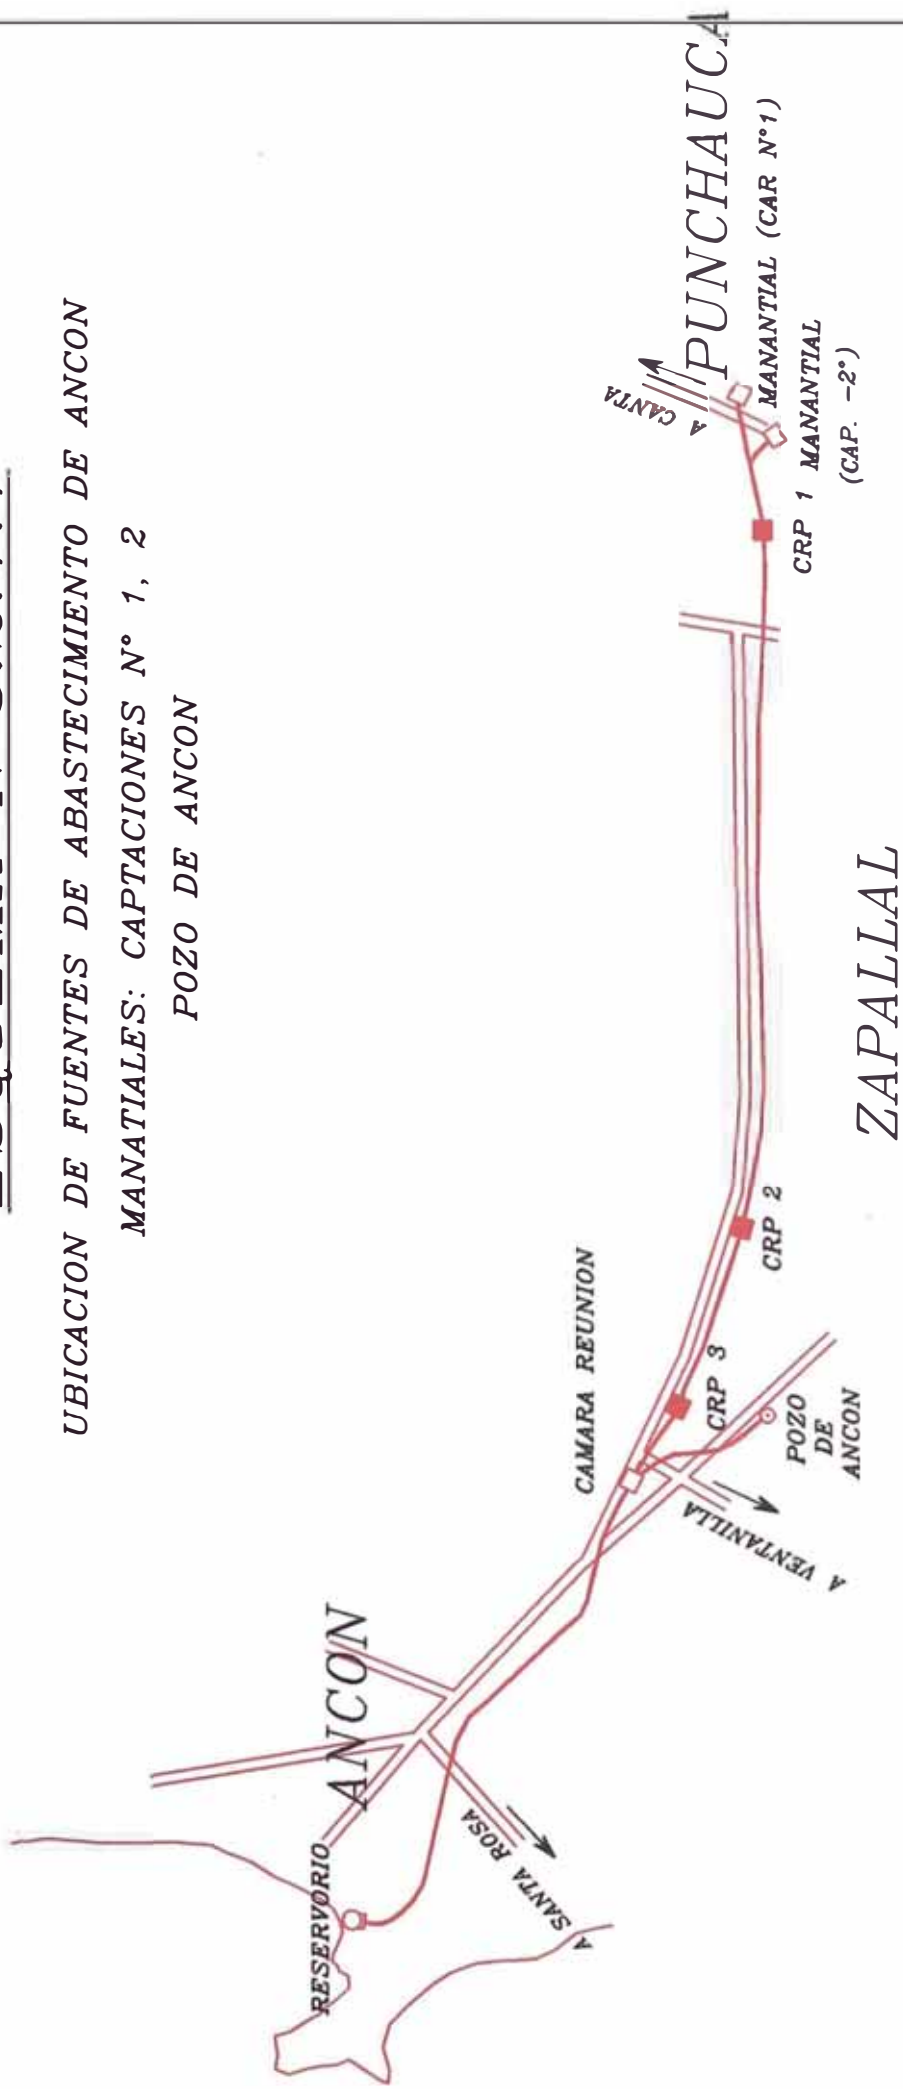 UBICACION DE FUENTES DE ABASTECIMIENTO DE ANCON
MANATIALES: CAPTACIONES N° 1, 2
POZO DE ANCON
RESERVORIO
ANCON
A SANTA ROSA
CAMARA REUNION
A VENTANILLA
POZO
DE
ANCON
CRP 3
CRP 2
ZAPALLAL
CRP 1
MANANTIAL
(CAP. -2°)
MANANTIAL (CAR N°1)
A CANTA
PUNCHAUCA